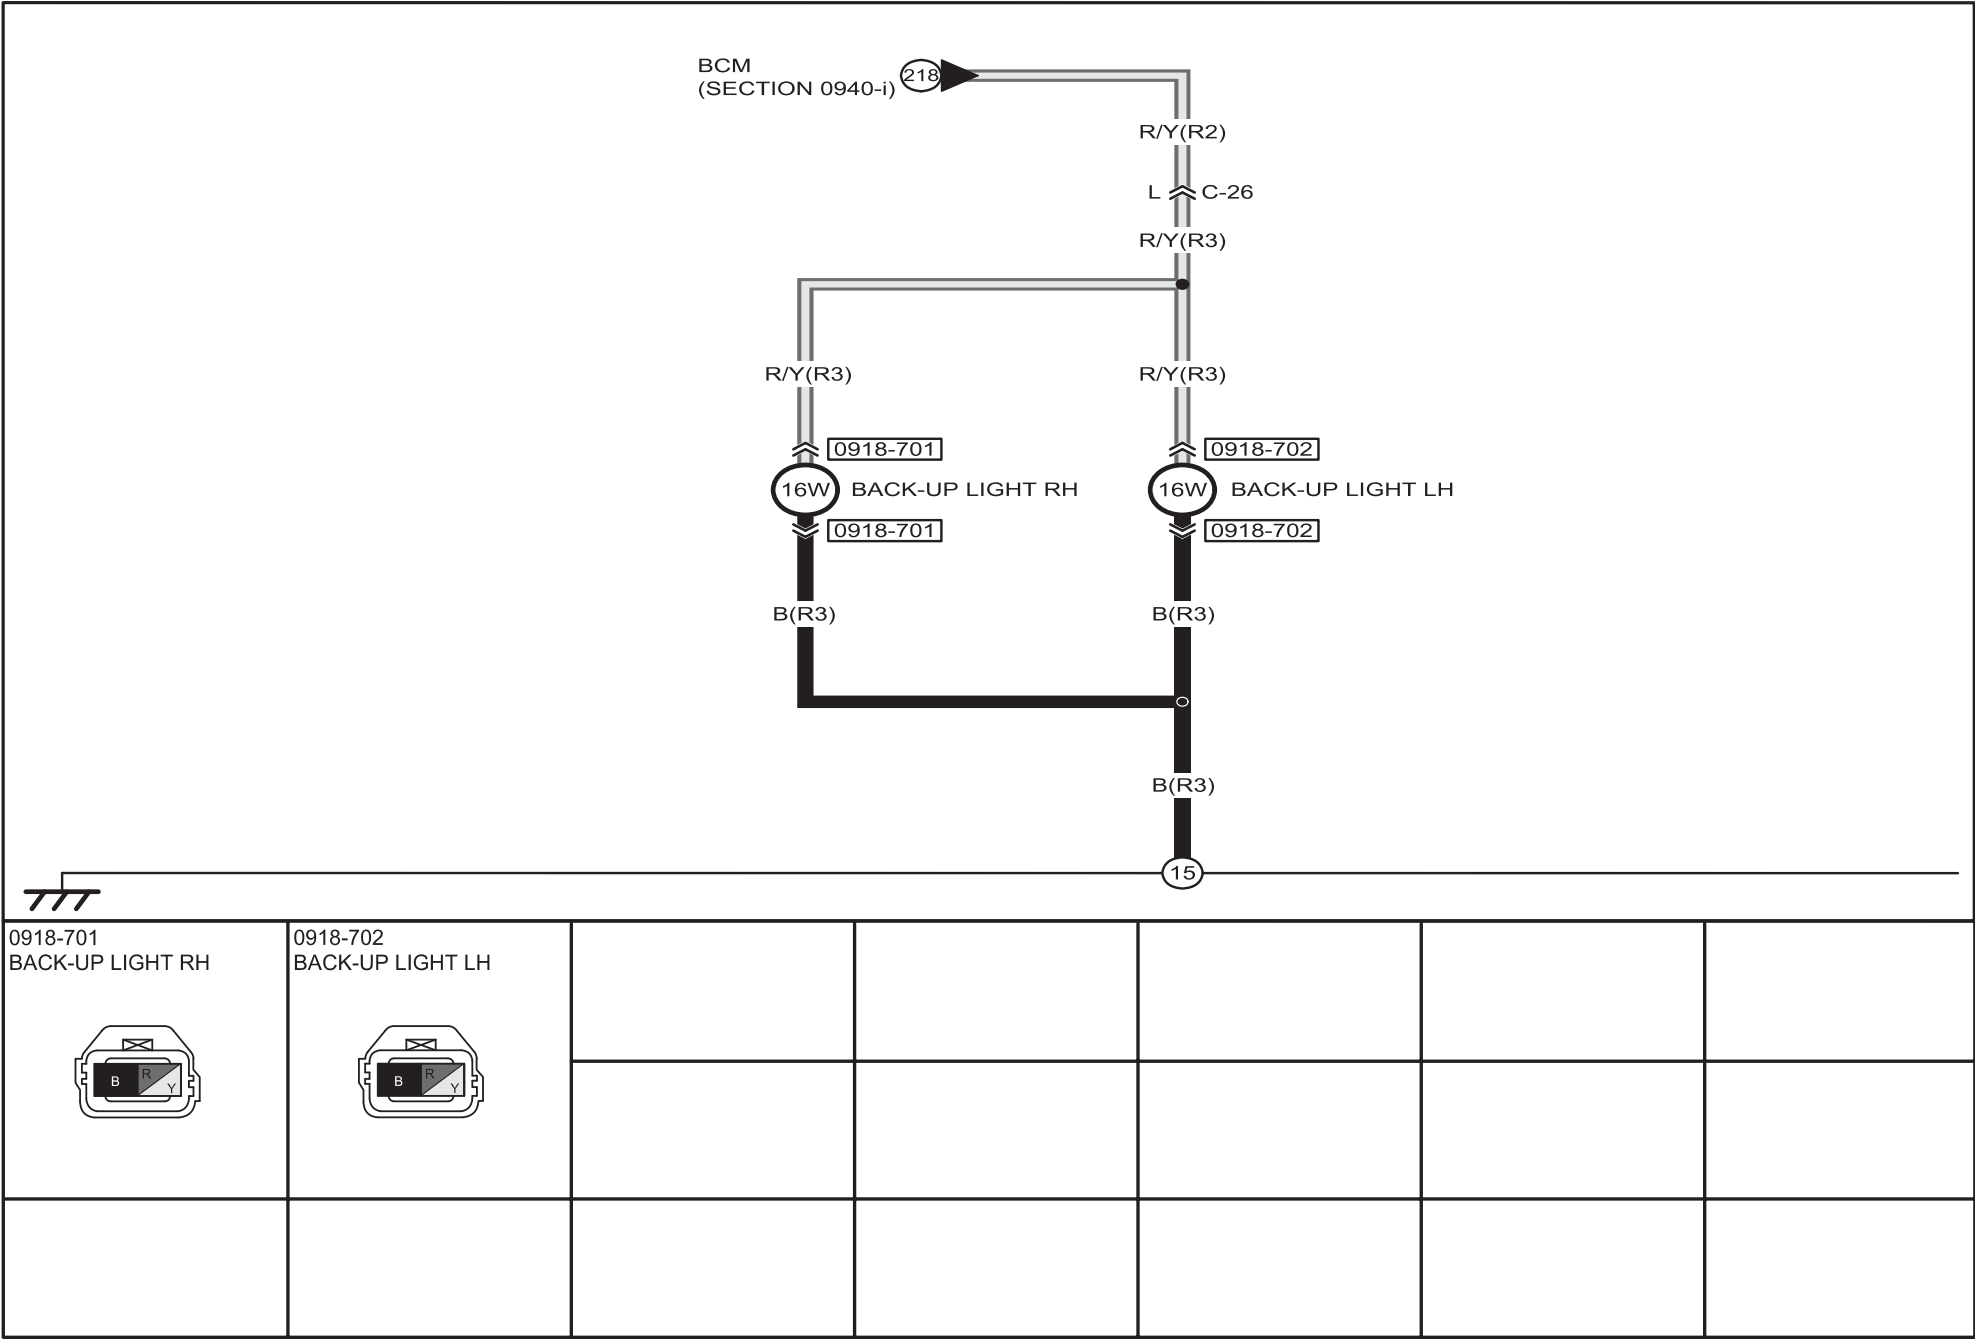 BCM
(SECTION 0940-i)
218
R/Y(R2)
L C-26
R/Y(R3)
R/Y(R3) R/Y(R3)
0918-701 0918-702
16W BACK-UP LIGHT RH 16W BACK-UP LIGHT LH
0918-701 0918-702
B(R3) B(R3)
B(R3)
15
0918-701
BACK-UP LIGHT RH
B R Y
0918-702
BACK-UP LIGHT LH
B R Y